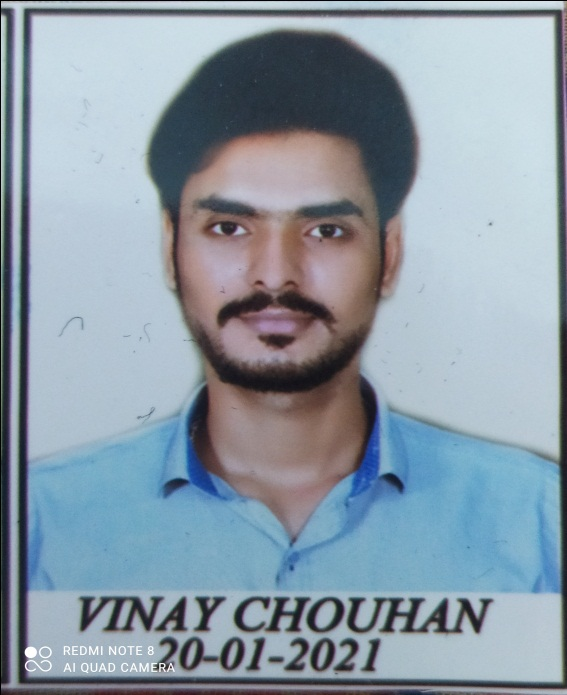 VINAY CHOUHAN
20-01-2021
REDMI NOTE 8
AI QUAD CAMERA